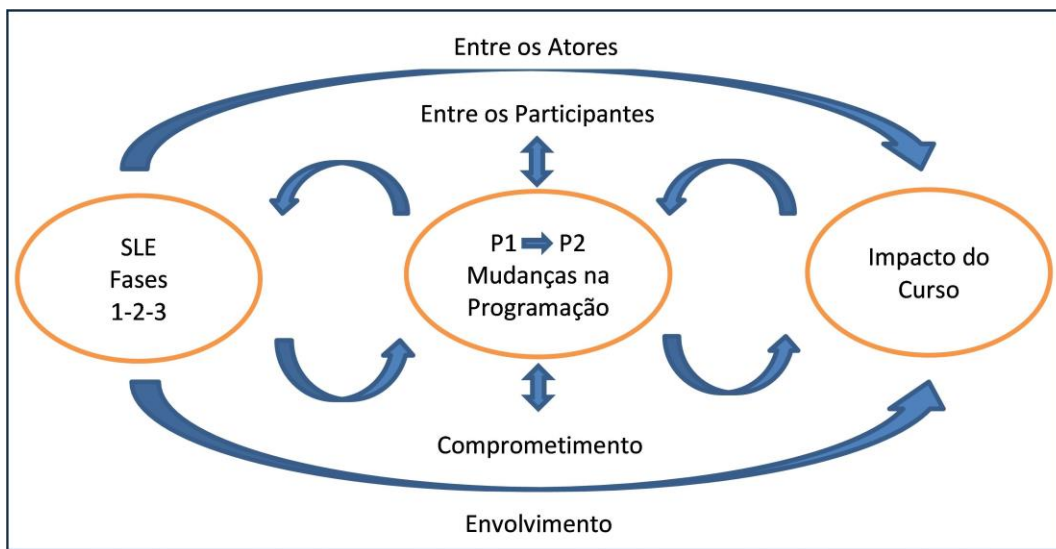 Entre os Atores
Entre os Participantes
SLE
Fases
1-2-3
P1 P2
Mudanças na
Programação
Impacto do
Curso
Comprometimento
Envolvimento